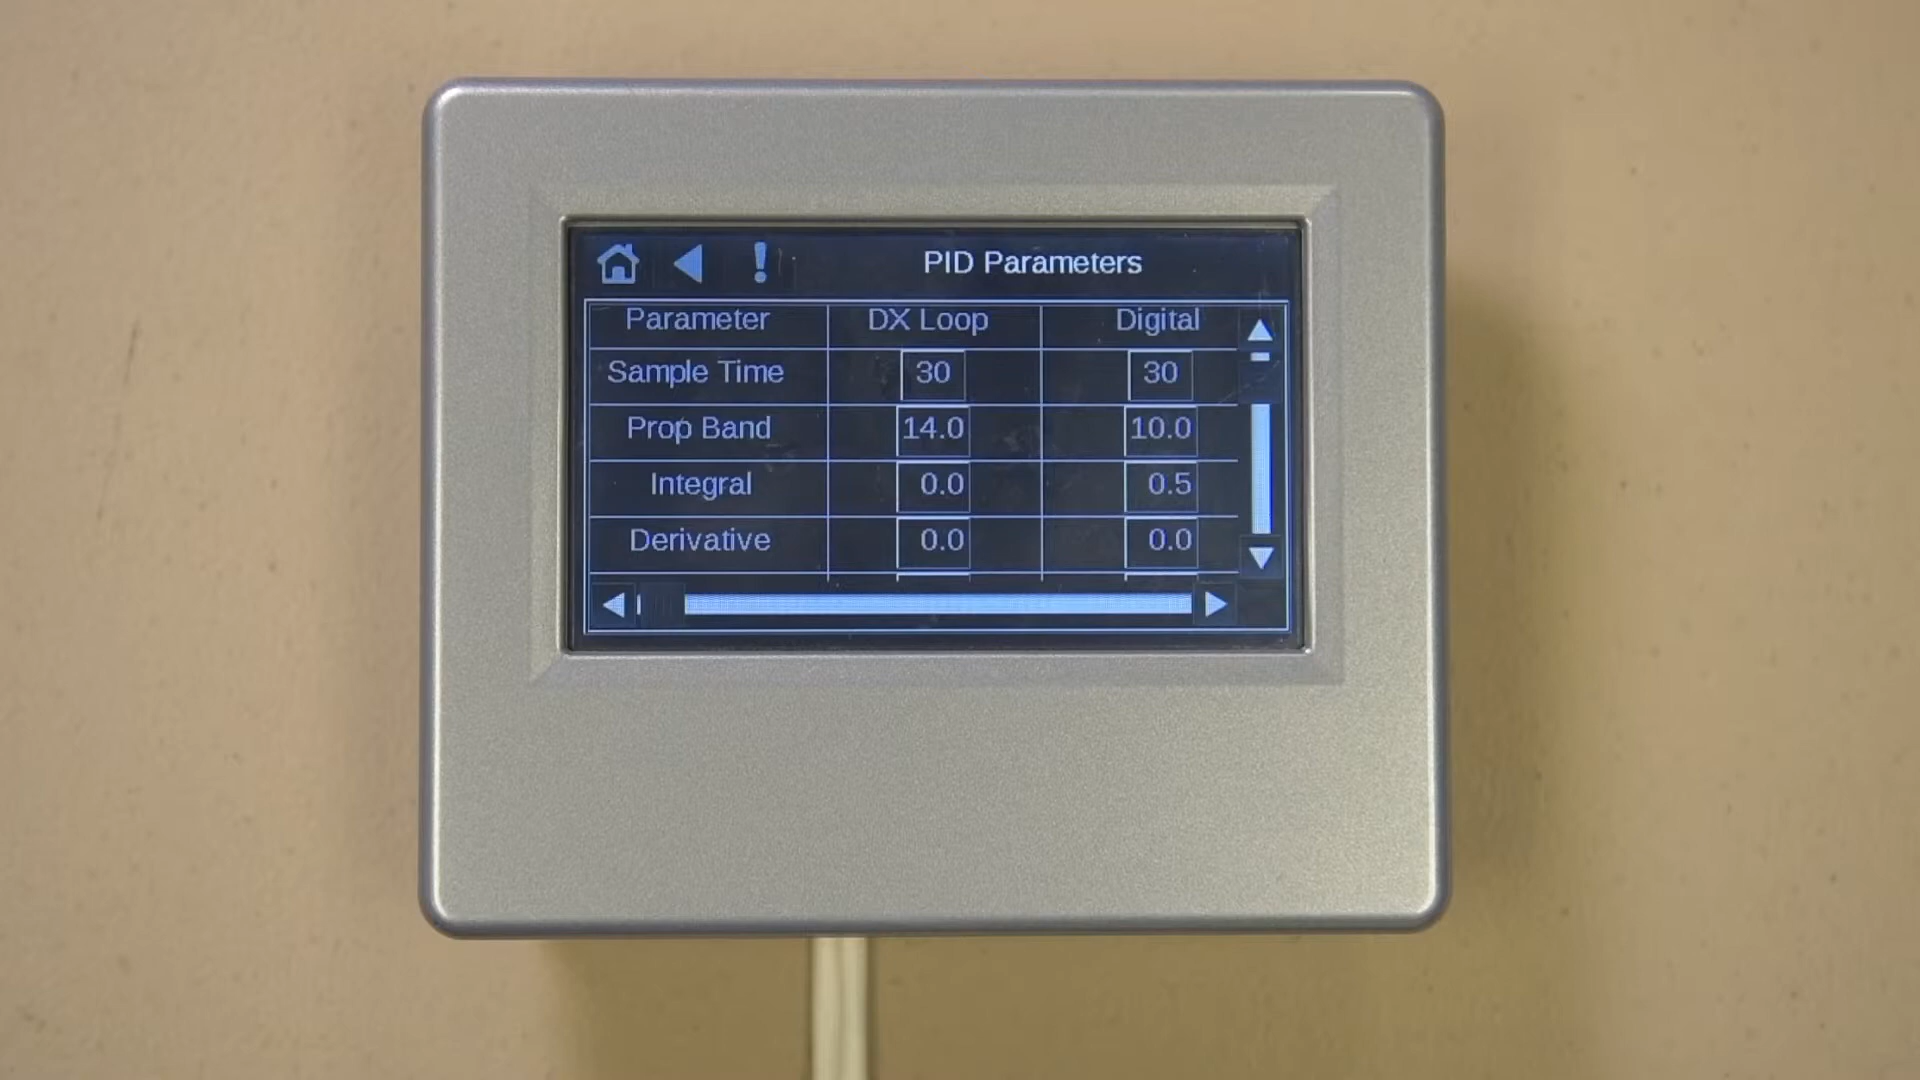 PID Parameters
Parameter DX Loop Digital
Sample Time 30 30
Prop Band 14.0 10.0
Integral 0.0 0.5
Derivative 0.0 0.0